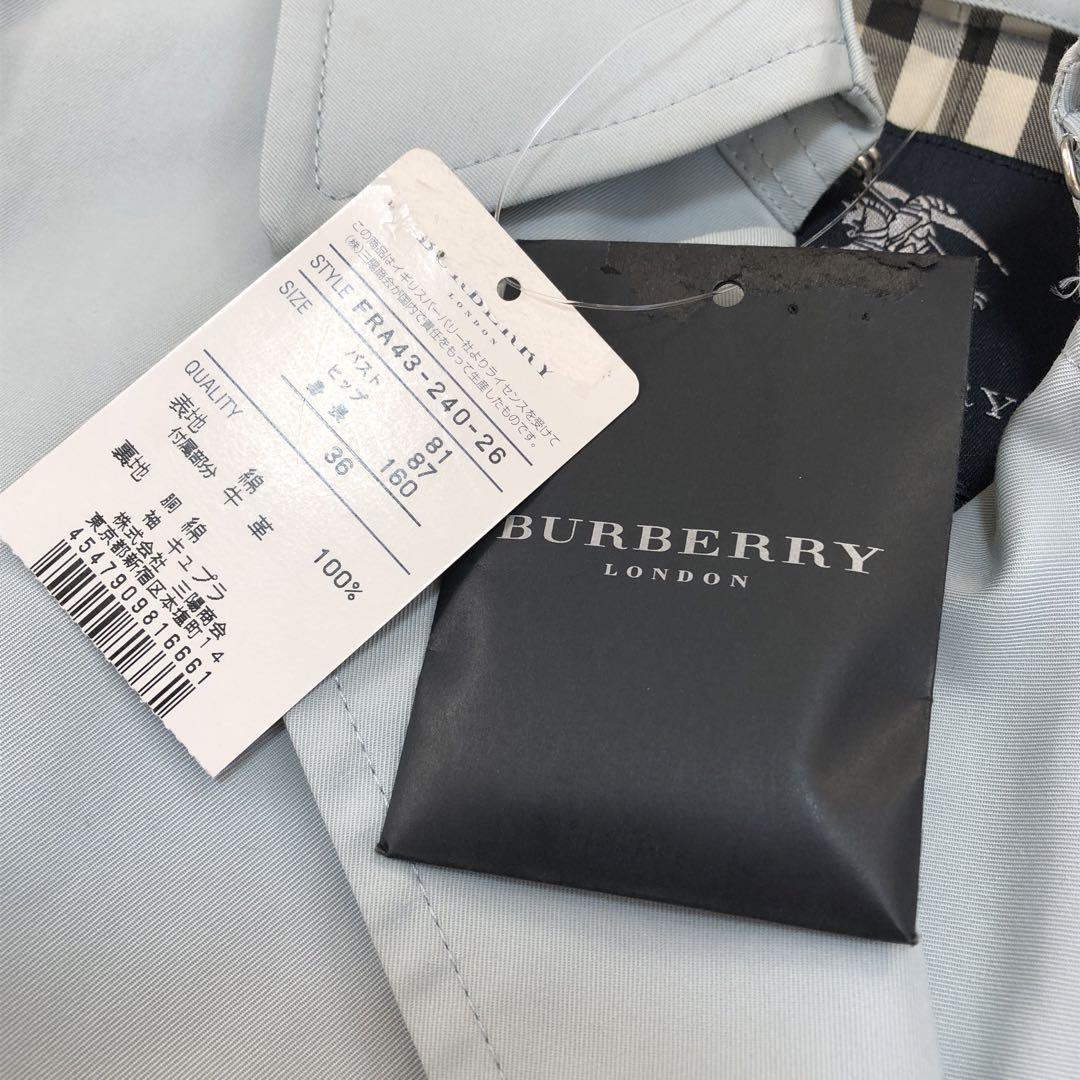 BURBERRY
LONDON
この商品はイギリスバーバリー社よりライセンスを受けて
(株)三陽商会が国内で責任をもって生産したものです。
STYLE FRA43-240-26
SIZE
バスト 81
ヒップ 87
身長 160
36
QUALITY
表地 綿 100%
付属部分 牛革
裏地 胴 綿
袖 キュプラ
株式会社 三陽商会
東京都新宿区本塩町14
4547909816661
BURBERRY
LONDON